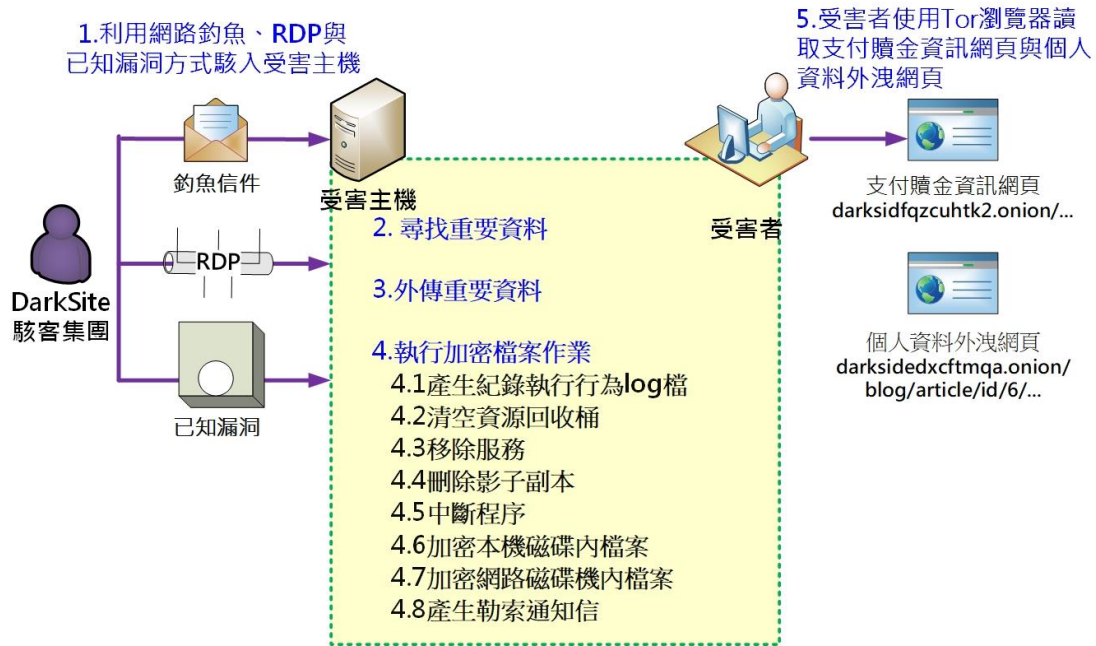 1.利用網路釣魚、RDP與
已知漏洞方式駭入受害主機
釣魚信件
RDP
已知漏洞
DarkSite
駭客集團
受害主機
2. 尋找重要資料
3.外傳重要資料
4.執行加密檔案作業
4.1產生紀錄執行行為log檔
4.2清空資源回收桶
4.3移除服務
4.4刪除影子副本
4.5中斷程序
4.6加密本機磁碟內檔案
4.7加密網路磁碟機內檔案
4.8產生勒索通知信
受害者
5.受害者使用Tor瀏覽器讀
取支付贖金資訊網頁與個人
資料外洩網頁
支付贖金資訊網頁
darksidfqzcuhtk2.onion/...
個人資料外洩網頁
darksidedxcftmqa.onion/
blog/article/id/6/...